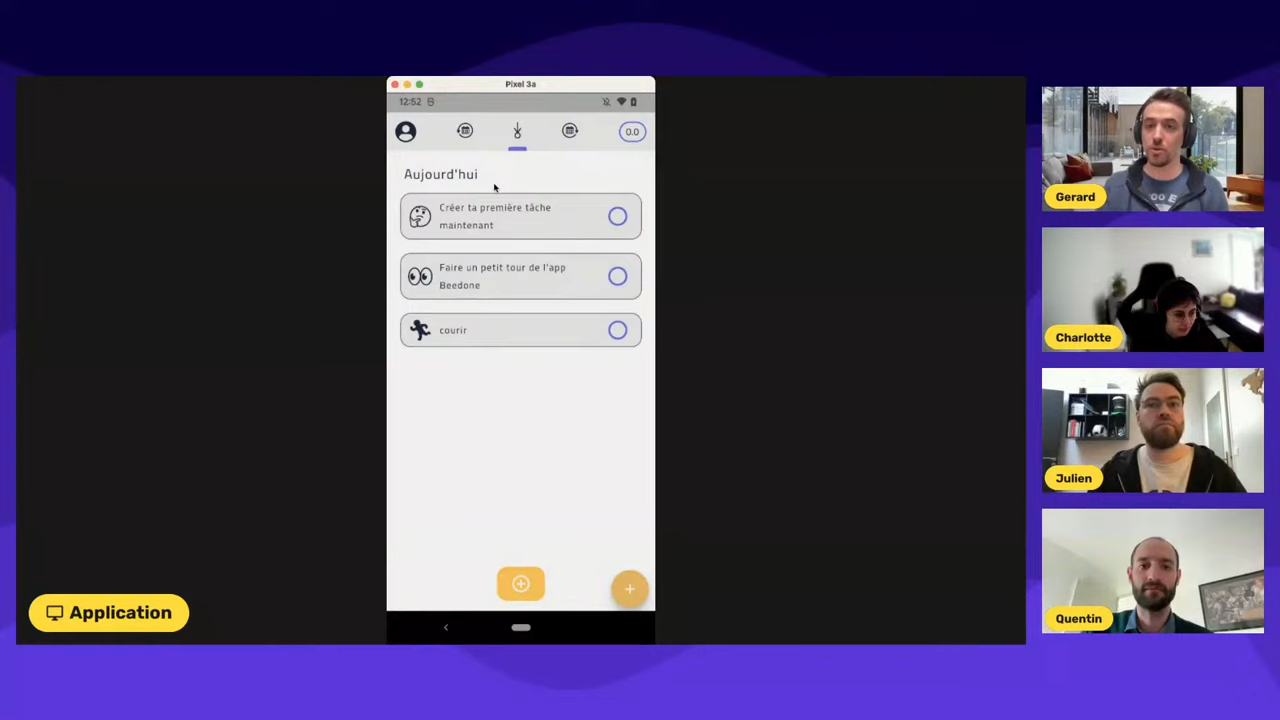 Pixel 3a
12:52
0.0
Aujourd'hui
Créer ta première tâche
maintenant
Faire un petit tour de l'app
Beedone
courir
Application
Gerard
Charlotte
Julien
Quentin